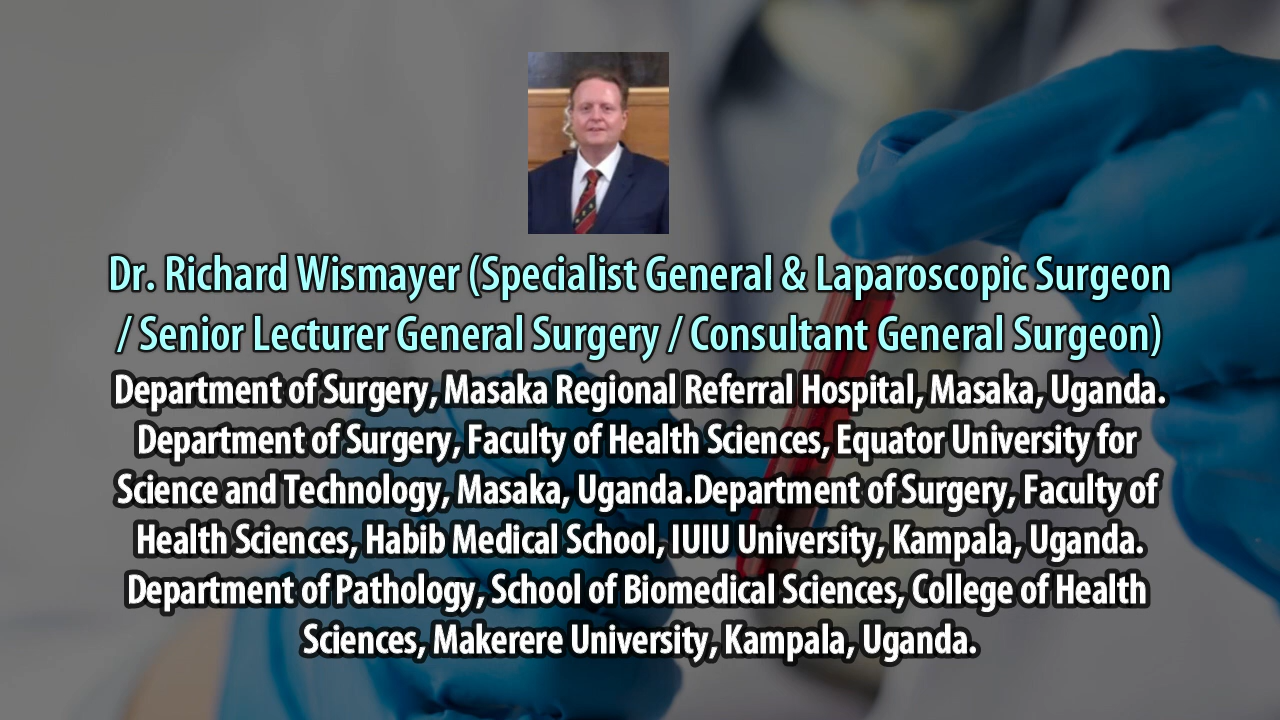 Dr. Richard Wismayer (Specialist General & Laparoscopic Surgeon
/ Senior Lecturer General Surgery / Consultant General Surgeon)
Department of Surgery, Masaka Regional Referral Hospital, Masaka, Uganda.
Department of Surgery, Faculty of Health Sciences, Equator University for
Science and Technology, Masaka, Uganda.Department of Surgery, Faculty of
Health Sciences, Habib Medical School, IUIU University, Kampala, Uganda.
Department of Pathology, School of Biomedical Sciences, College of Health
Sciences, Makerere University, Kampala, Uganda.